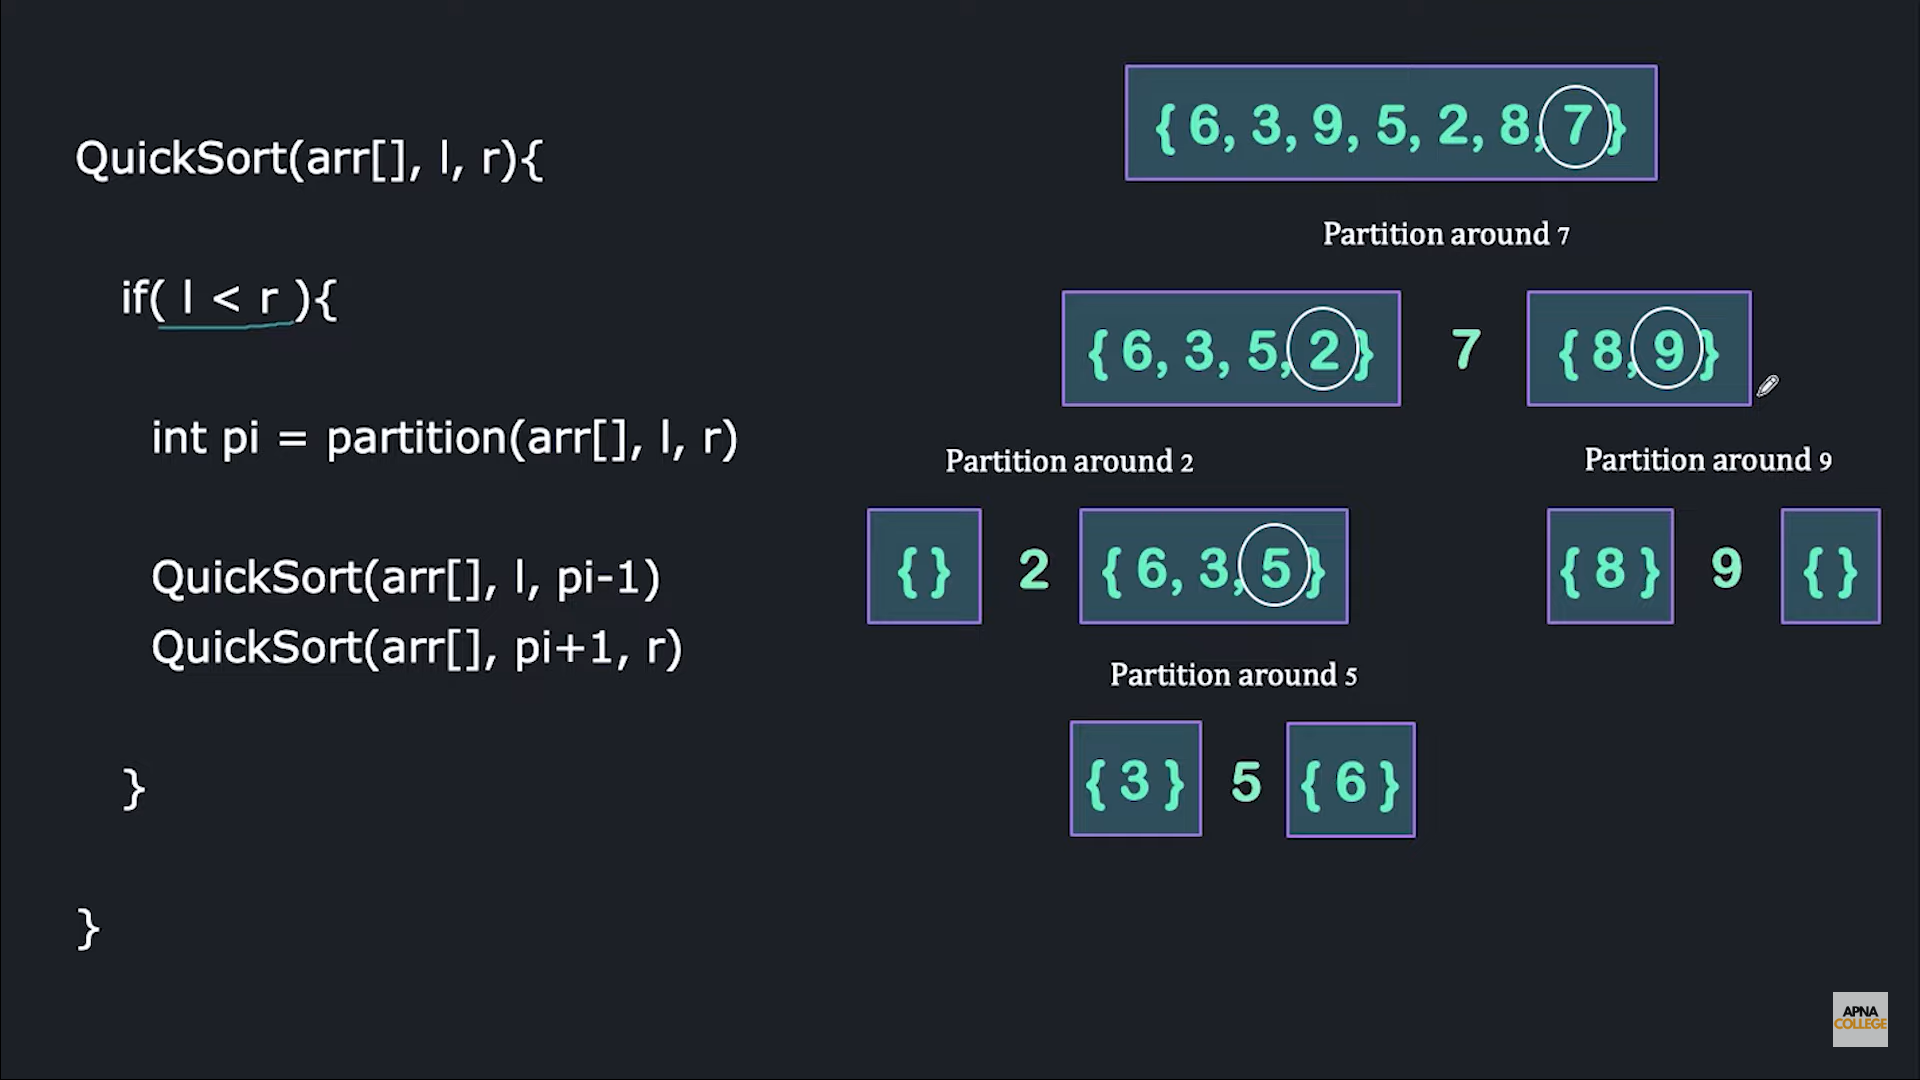 QuickSort(arr[], l, r){
if( l < r ){
int pi = partition(arr[], l, r)
QuickSort(arr[], l, pi-1)
QuickSort(arr[], pi+1, r)
}
}
{ 6, 3, 9, 5, 2, 8, 7 }
Partition around 7
{ 6, 3, 5, 2 } 7 { 8, 9 }
Partition around 2
Partition around 9
{ } 2 { 6, 3, 5 }
{ 8 } 9 { }
Partition around 5
{ 3 } 5 { 6 }
APNA
COLLEGE